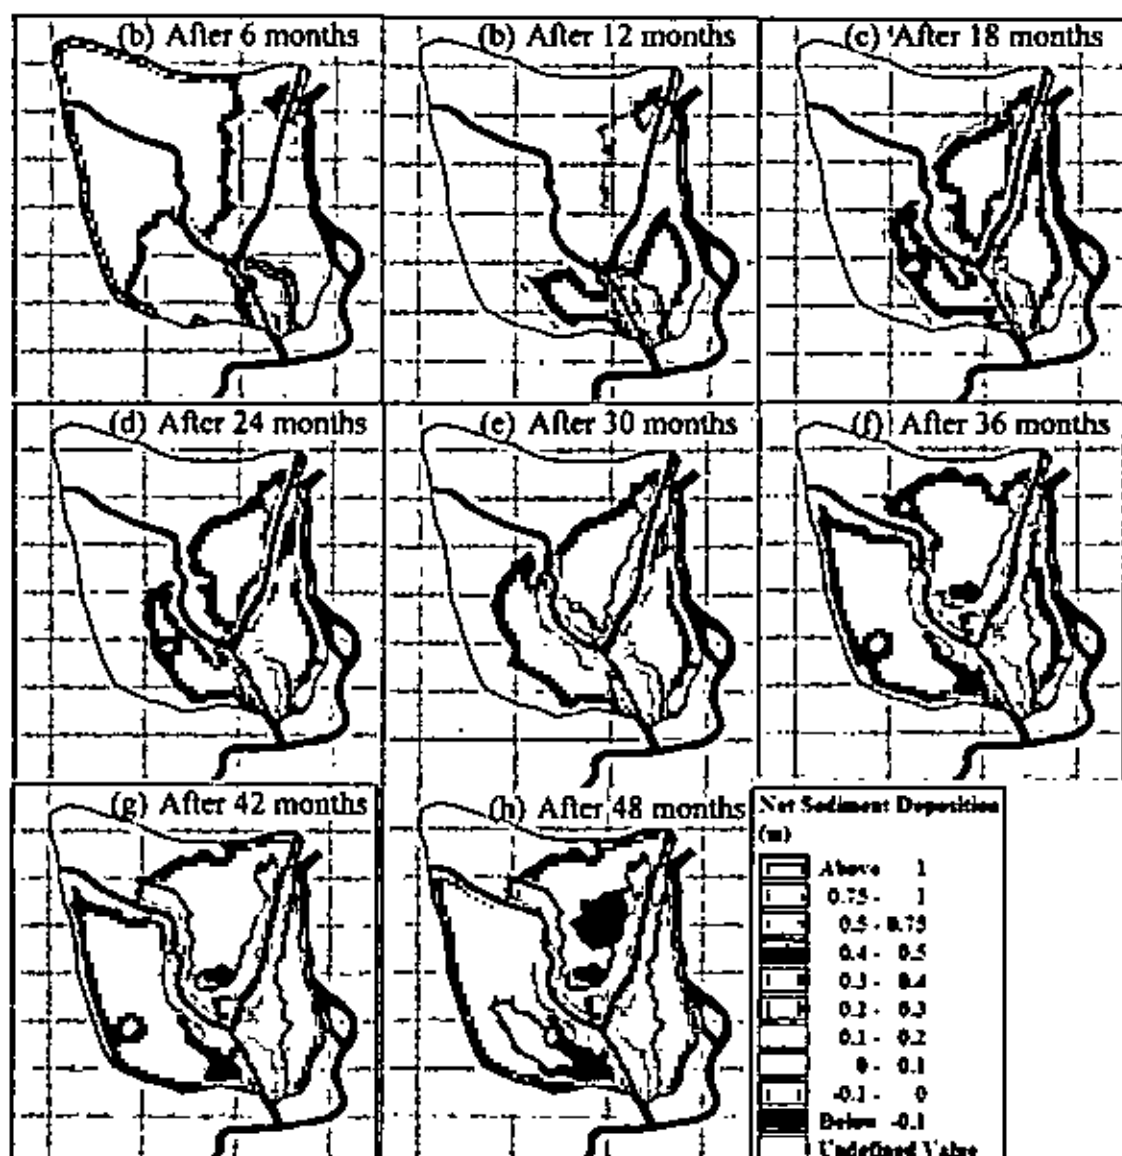 (b) After 6 months
(b) After 12 months
(c) After 18 months
(d) After 24 months
(e) After 30 months
(f) After 36 months
(g) After 42 months
(h) After 48 months
Net Sediment Deposition
(m)
Above 1
0.75 - 1
0.5 - 0.75
0.4 - 0.5
0.3 - 0.4
0.2 - 0.3
0.1 - 0.2
0 - 0.1
-0.1 - 0
Below -0.1
Undefined Value